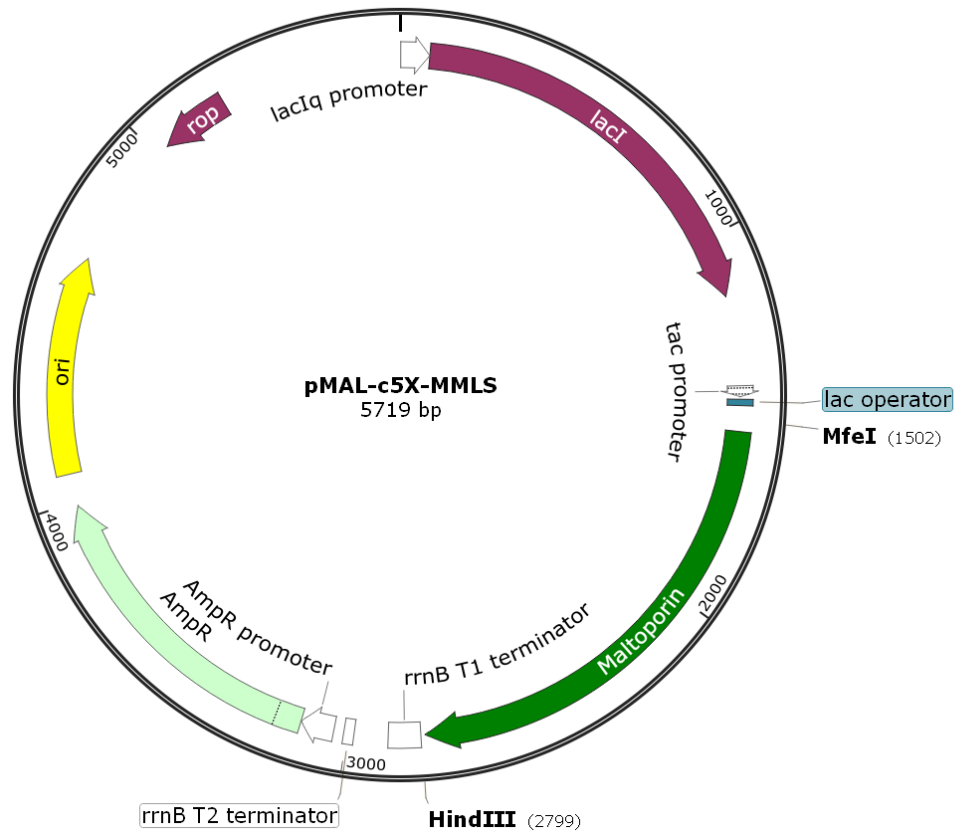 lacIq promoter
lacI
rop
5000
1000
tac promoter
lac operator
MfeI (1502)
pMAL-c5X-MMLS
5719 bp
ori
4000
2000
Maltoporin
AmpR promoter
AmpR
rrnB T1 terminator
3000
rrnB T2 terminator
HindIII (2799)